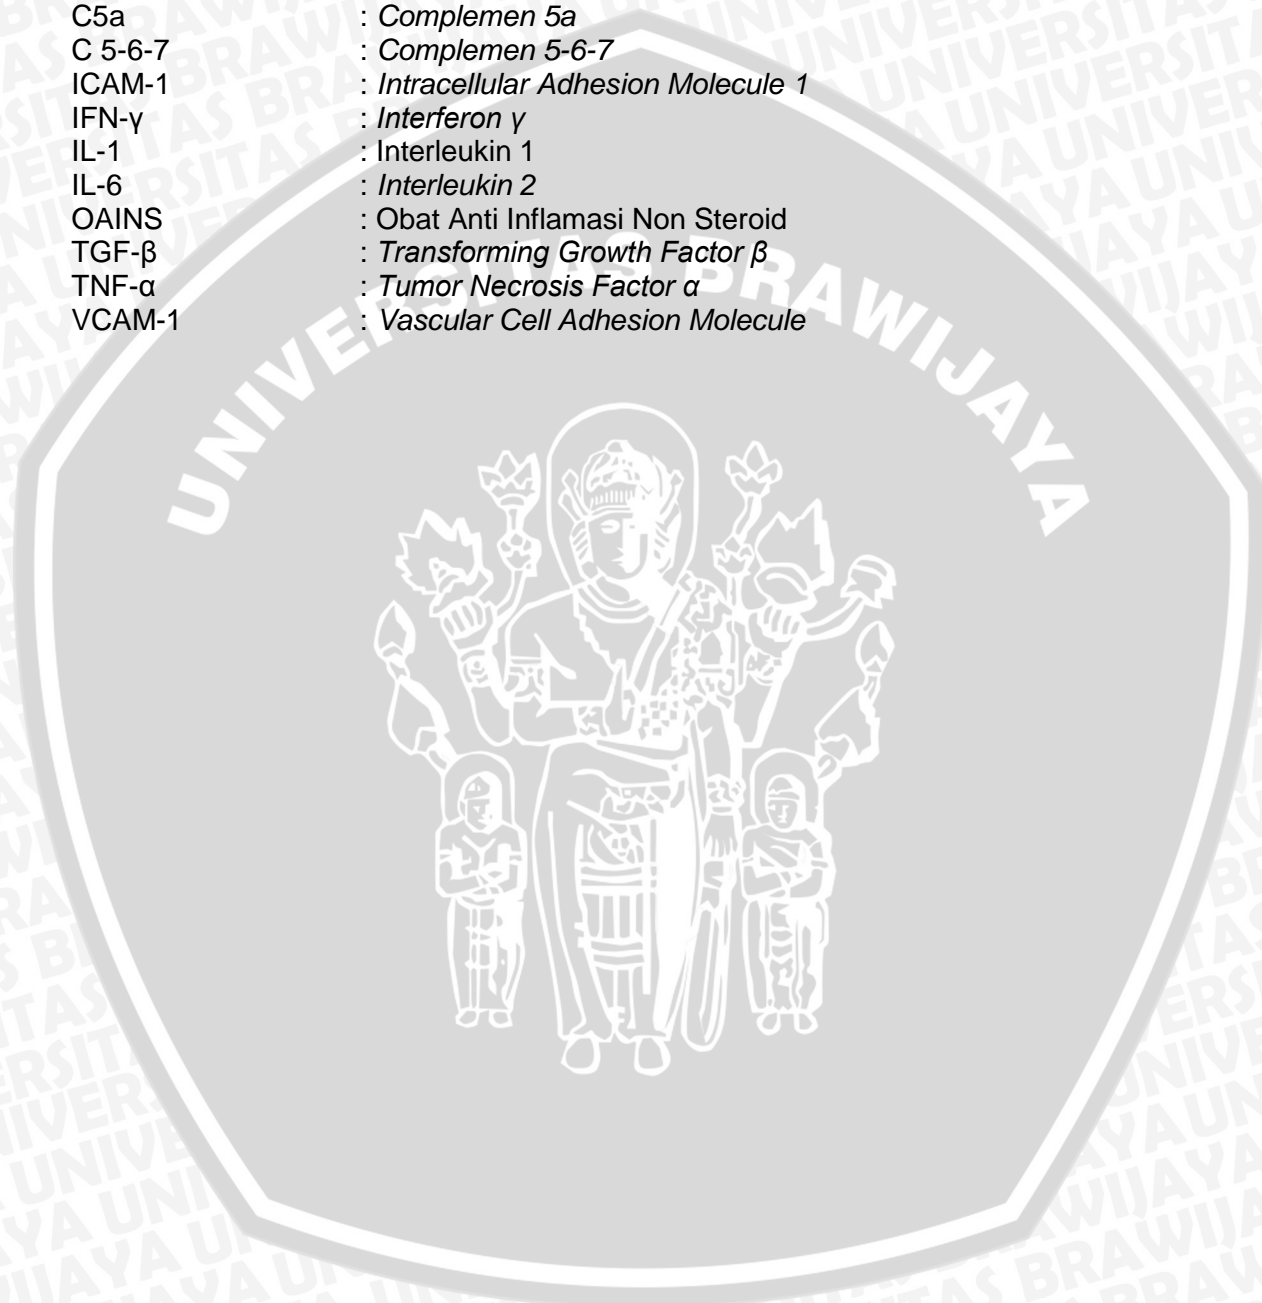 C5a : Complemen 5a
C 5-6-7 : Complemen 5-6-7
ICAM-1 : Intracellular Adhesion Molecule 1
IFN-γ : Interferon γ
IL-1 : Interleukin 1
IL-6 : Interleukin 2
OAINS : Obat Anti Inflamasi Non Steroid
TGF-β : Transforming Growth Factor β
TNF-α : Tumor Necrosis Factor α
VCAM-1 : Vascular Cell Adhesion Molecule
UNIVERSITAS BRAWIJAYA